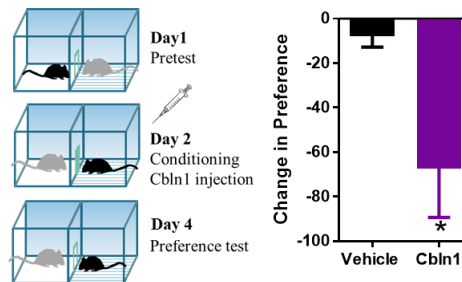 Day1
Pretest
Day 2
Conditioning
Cbln1 injection
Day 4
Preference test
Change in Preference
0
-20
-40
-60
-80
-100
*
Vehicle Cbln1